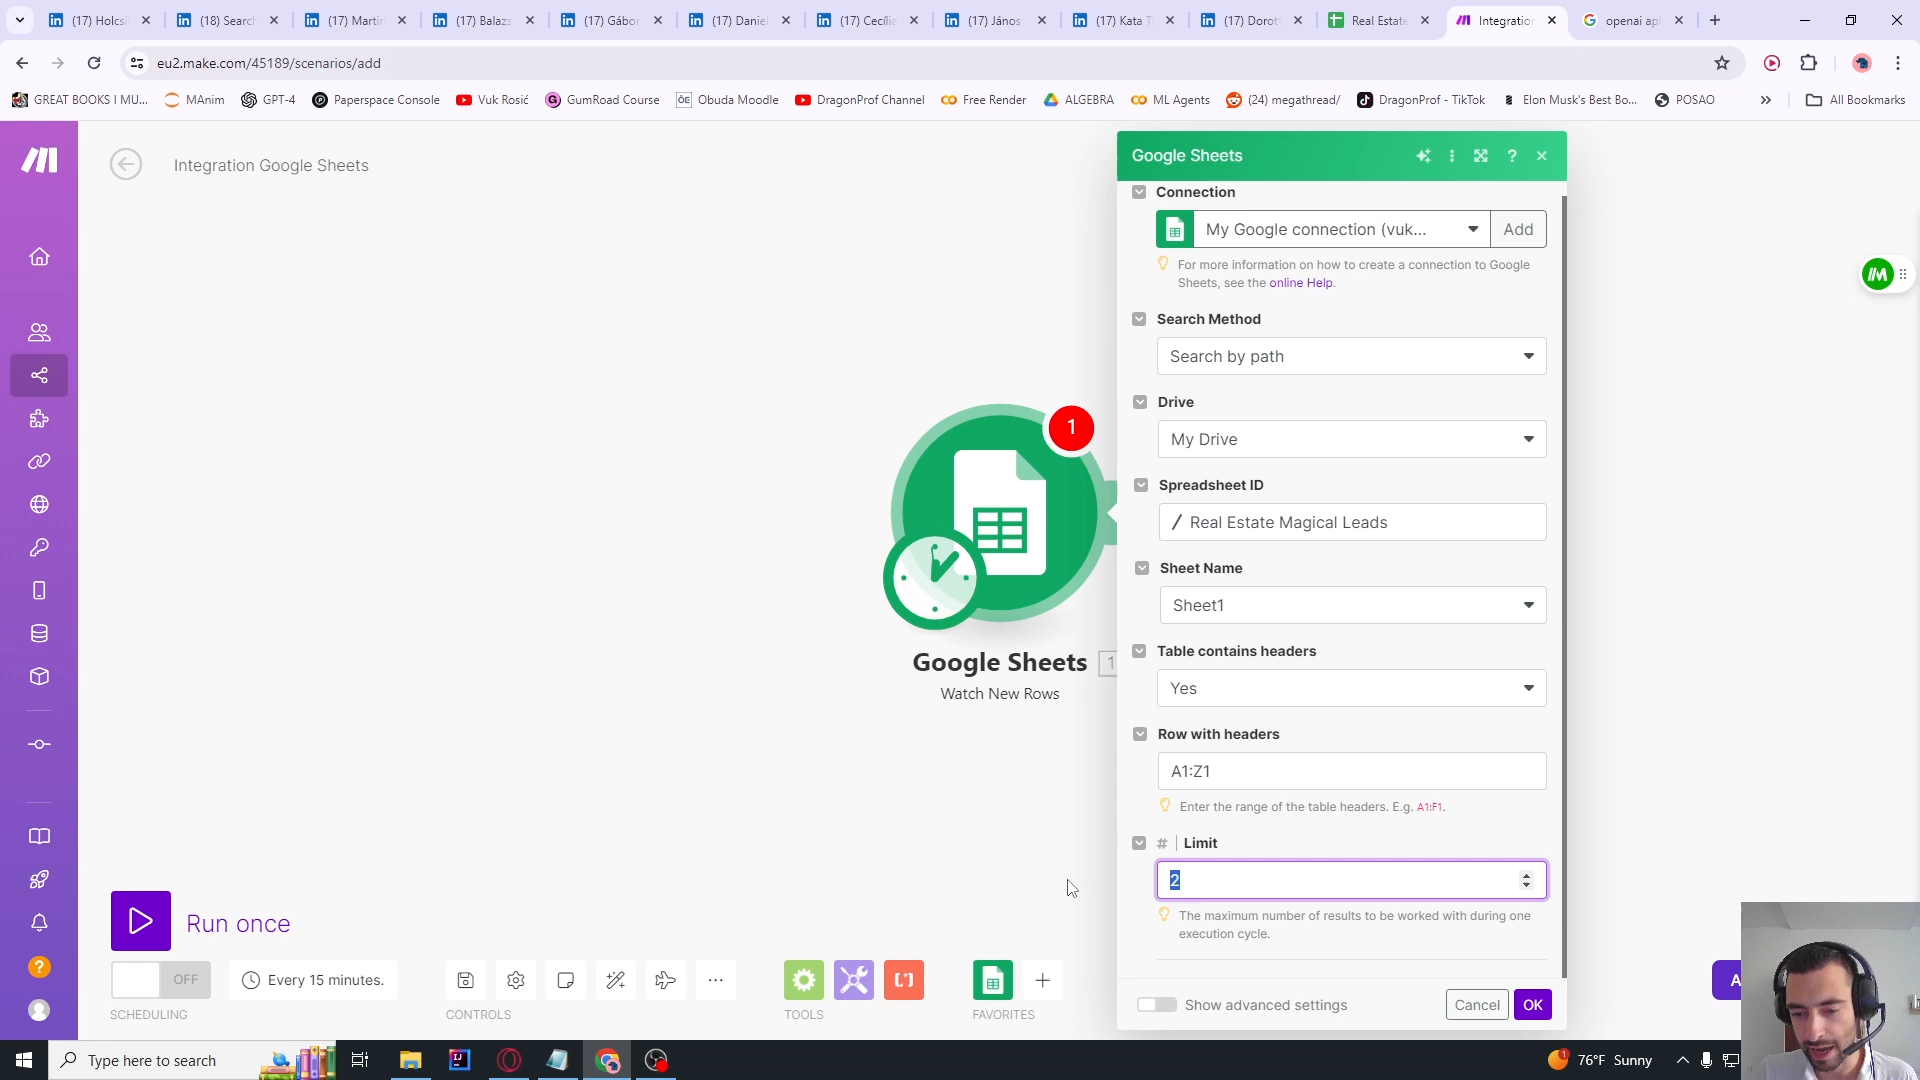 (17) Holcsi
(18) Search
(17) Martin
(17) Balazs
(17) Gábor
(17) Daniel
(17) Cecília
(17) János
(17) Kata T
(17) Dorott
Real Estate
Integration
openai api
eu2.make.com/45189/scenarios/add
GREAT BOOKS I MU...
MAnim
GPT-4
Paperspace Console
Vuk Rosić
GumRoad Course
Obuda Moodle
DragonProf Channel
Free Render
ALGEBRA
ML Agents
(24) megathread/
DragonProf - TikTok
Elon Musk's Best Bo...
POSAO
All Bookmarks
Integration Google Sheets
Google Sheets
Connection
My Google connection (vuk...
Add
For more information on how to create a connection to Google
Sheets, see the online Help.
Search Method
Search by path
Drive
My Drive
Spreadsheet ID
/ Real Estate Magical Leads
Sheet Name
Sheet1
Table contains headers
Yes
Row with headers
A1:Z1
Enter the range of the table headers. E.g. A1:F1.
# | Limit
2
The maximum number of results to be worked with during one
execution cycle.
Show advanced settings
Cancel
OK
1
Google Sheets
1
Watch New Rows
Run once
OFF
Every 15 minutes.
SCHEDULING
CONTROLS
TOOLS
FAVORITES
A
Type here to search
1
76°F Sunny